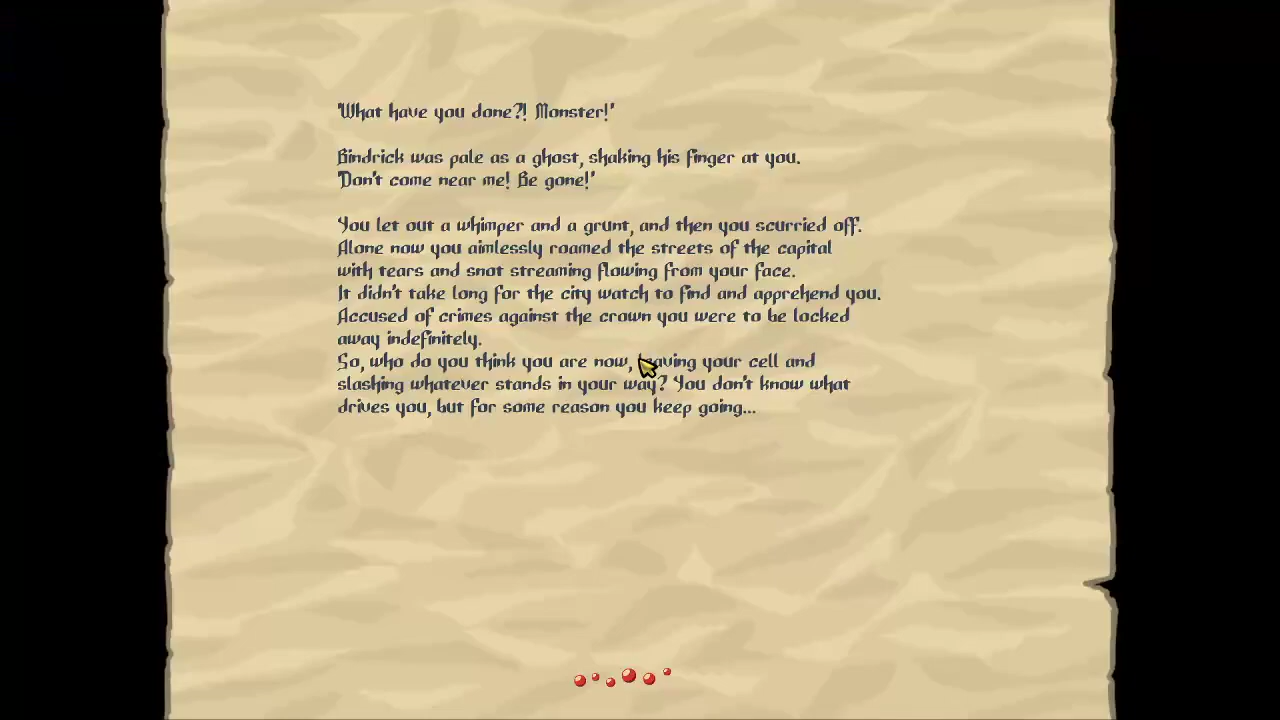 'What have you done?! Monster!'
Bindrick was pale as a ghost, shaking his finger at you.
'Don't come near me! Be gone!'
You let out a whimper and a grunt, and then you scurried off.
Alone now you aimlessly roamed the streets of the capital
with tears and snot streaming flowing from your face.
It didn't take long for the city watch to find and apprehend you.
Accused of crimes against the crown you were to be locked
away indefinitely.
So, who do you think you are now, leaving your cell and
slashing whatever stands in your way? You don't know what
drives you, but for some reason you keep going...